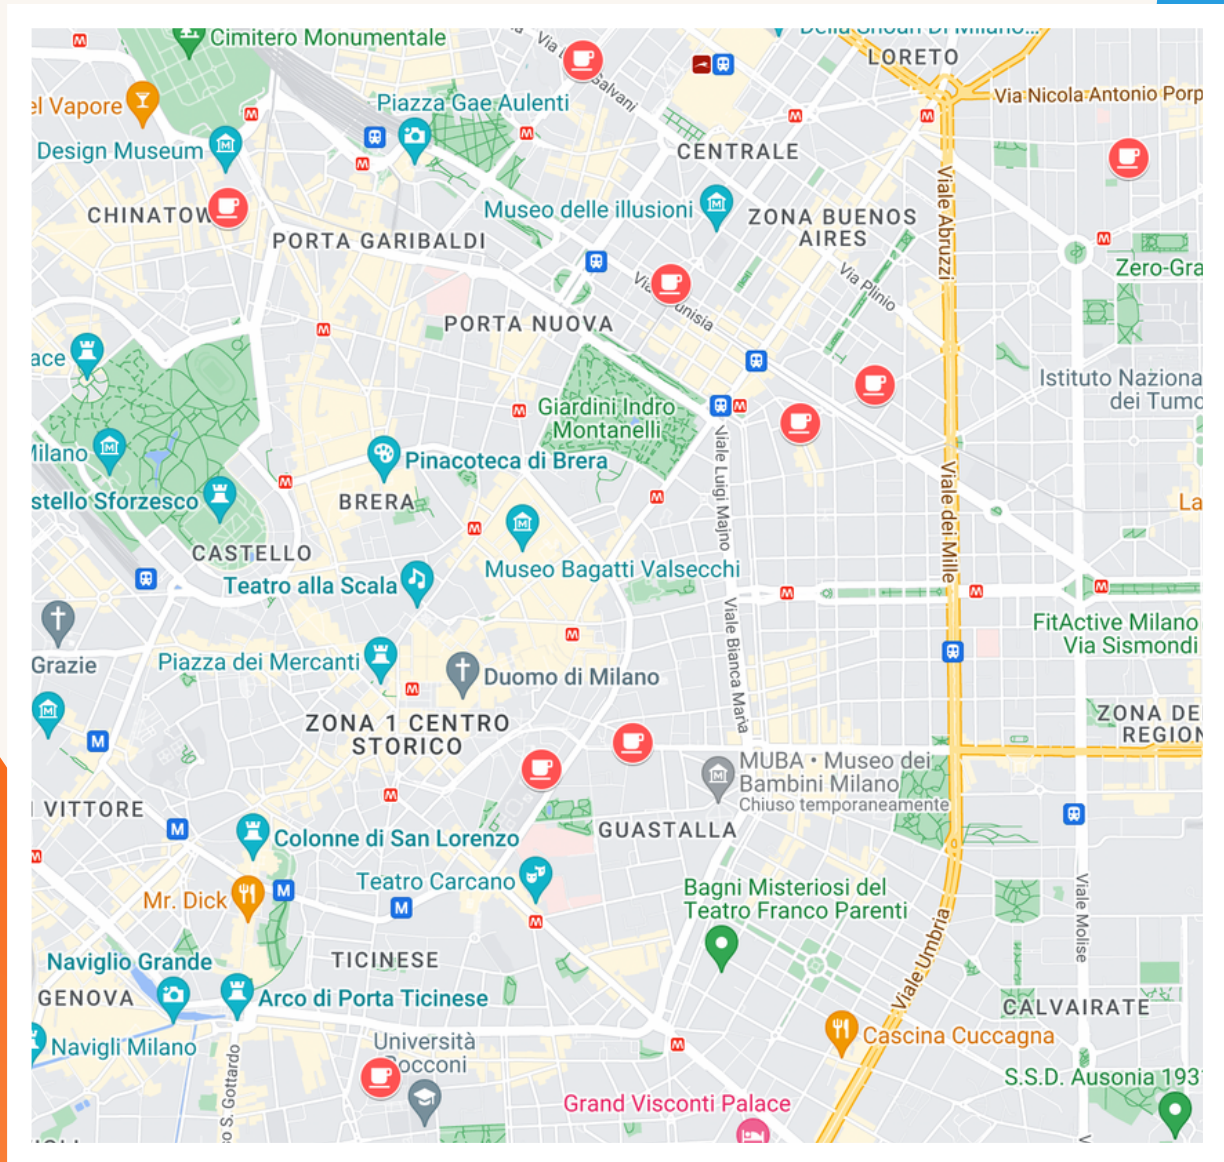 Cimitero Monumentale
Della Shoah Di Milano...
LORETO
Via
Galvani
Via Nicola Antonio Porp
el Vapore
Piazza Gae Aulenti
Design Museum
CENTRALE
CHINATOW
Museo delle illusioni
ZONA BUENOS
AIRES
Viale Abruzzi
PORTA GARIBALDI
Via Plinio
Zero-Gra
unisia
PORTA NUOVA
ace
Istituto Naziona
dei Tumo
Giardini Indro
Montanelli
Milano
Pinacoteca di Brera
Viale Luigi Majno
Viale dei Mille
stello Sforzesco
BRERA
La
CASTELLO
Teatro alla Scala
Museo Bagatti Valsecchi
Viale Bianca Maria
FitActive Milano
Via Sismondi
Grazie
Piazza dei Mercanti
Duomo di Milano
ZONA 1 CENTRO
STORICO
ZONA DE
REGION
MUBA • Museo dei
Bambini Milano
Chiuso temporaneamente
VITTORE
Colonne di San Lorenzo
GUASTALLA
Teatro Carcano
Mr. Dick
Bagni Misteriosi del
Teatro Franco Parenti
Viale Molise
Viale Umbria
Naviglio Grande
TICINESE
GENOVA
Arco di Porta Ticinese
CALVAIRATE
Navigli Milano
Università
Bocconi
Cascina Cuccagna
o S. Gottardo
S.S.D. Ausonia 193
Grand Visconti Palace